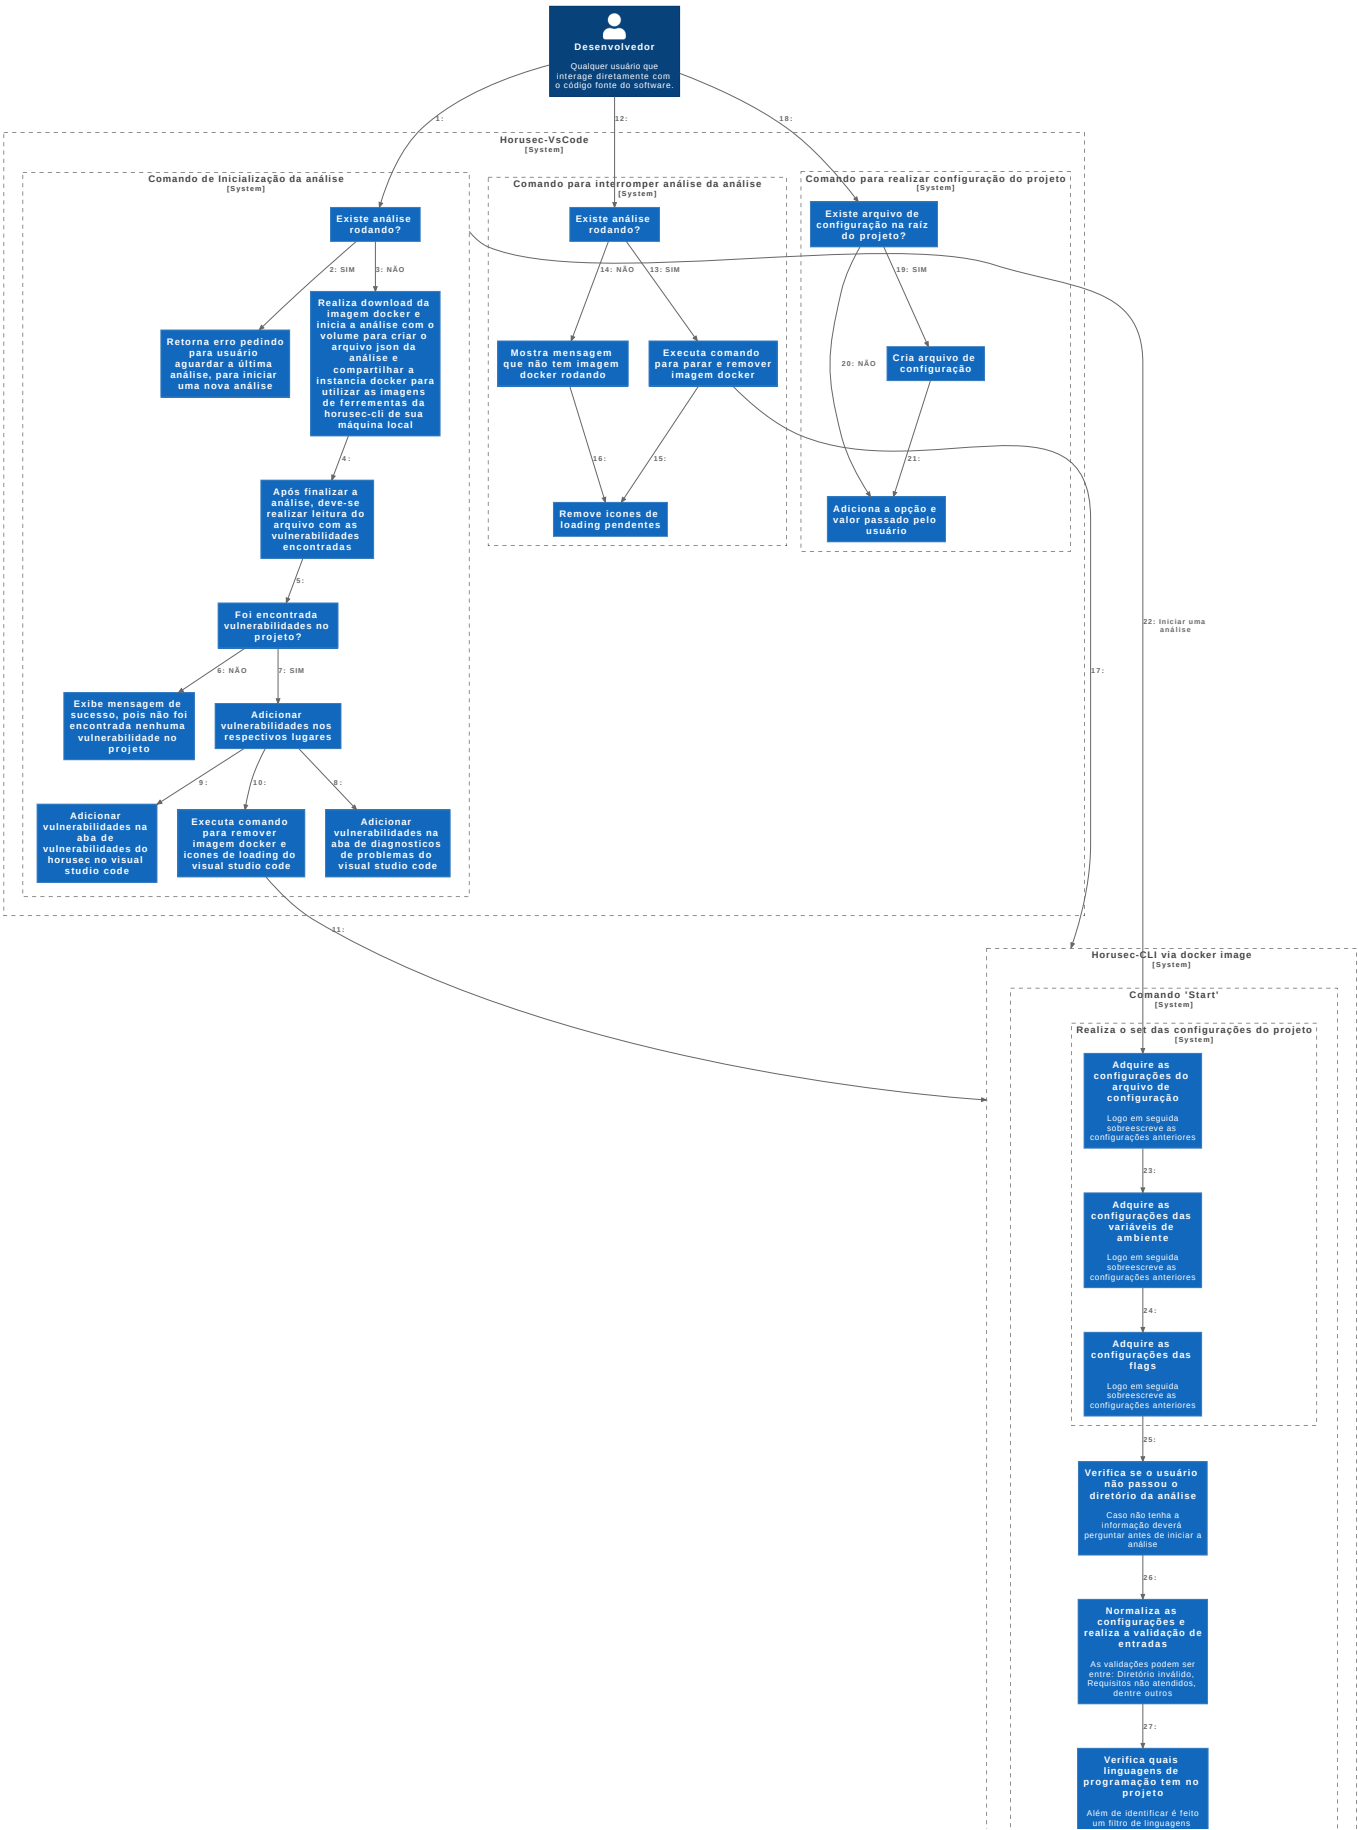 Desenvolvedor
Qualquer usuário que
interage diretamente com
o código fonte do software.
1:
12:
18:
Horusec-VsCode
[System]
Comando de Inicialização da análise
[System]
Existe análise
rodando?
2: SIM
3: NÃO
Retorna erro pedindo
para usuário
aguardar a última
análise, para iniciar
uma nova análise
Realiza download da
imagem docker e
inicia a análise com o
volume para criar o
arquivo json da
análise e
compartilhar a
instancia docker para
utilizar as imagens
de ferrementas da
horusec-cli de sua
máquina local
4:
Após finalizar a
análise, deve-se
realizar leitura do
arquivo com as
vulnerabilidades
encontradas
5:
Foi encontrada
vulnerabilidades no
projeto?
6: NÃO
7: SIM
Exibe mensagem de
sucesso, pois não foi
encontrada nenhuma
vulnerabilidade no
projeto
Adicionar
vulnerabilidades nos
respectivos lugares
9:
10:
8:
Adicionar
vulnerabilidades na
aba de
vulnerabilidades do
horusec no visual
studio code
Executa comando
para remover
imagem docker e
icones de loading do
visual studio code
Adicionar
vulnerabilidades na
aba de diagnosticos
de problemas do
visual studio code
11:
Comando para interromper análise da análise
[System]
Existe análise
rodando?
14: NÃO
13: SIM
Mostra mensagem
que não tem imagem
docker rodando
Executa comando
para parar e remover
imagem docker
16:
15:
Remove icones de
loading pendentes
Comando para realizar configuração do projeto
[System]
Existe arquivo de
configuração na raíz
do projeto?
19: SIM
20: NÃO
Cria arquivo de
configuração
21:
Adiciona a opção e
valor passado pelo
usuário
22: Iniciar uma
análise
17:
Horusec-CLI via docker image
[System]
Comando 'Start'
[System]
Realiza o set das configurações do projeto
[System]
Adquire as
configurações do
arquivo de
configuração
Logo em seguida
sobreescreve as
configurações anteriores
23:
Adquire as
configurações das
variáveis de
ambiente
Logo em seguida
sobreescreve as
configurações anteriores
24:
Adquire as
configurações das
flags
Logo em seguida
sobreescreve as
configurações anteriores
25:
Verifica se o usuário
não passou o
diretório da análise
Caso não tenha a
informação deverá
perguntar antes de iniciar a
análise
26:
Normaliza as
configurações e
realiza a validação de
entradas
As validações podem ser
entre: Diretório inválido,
Requisitos não atendidos,
dentre outros
27:
Verifica quais
linguagens de
programação tem no
projeto
Além de identificar é feito
um filtro de linguagens